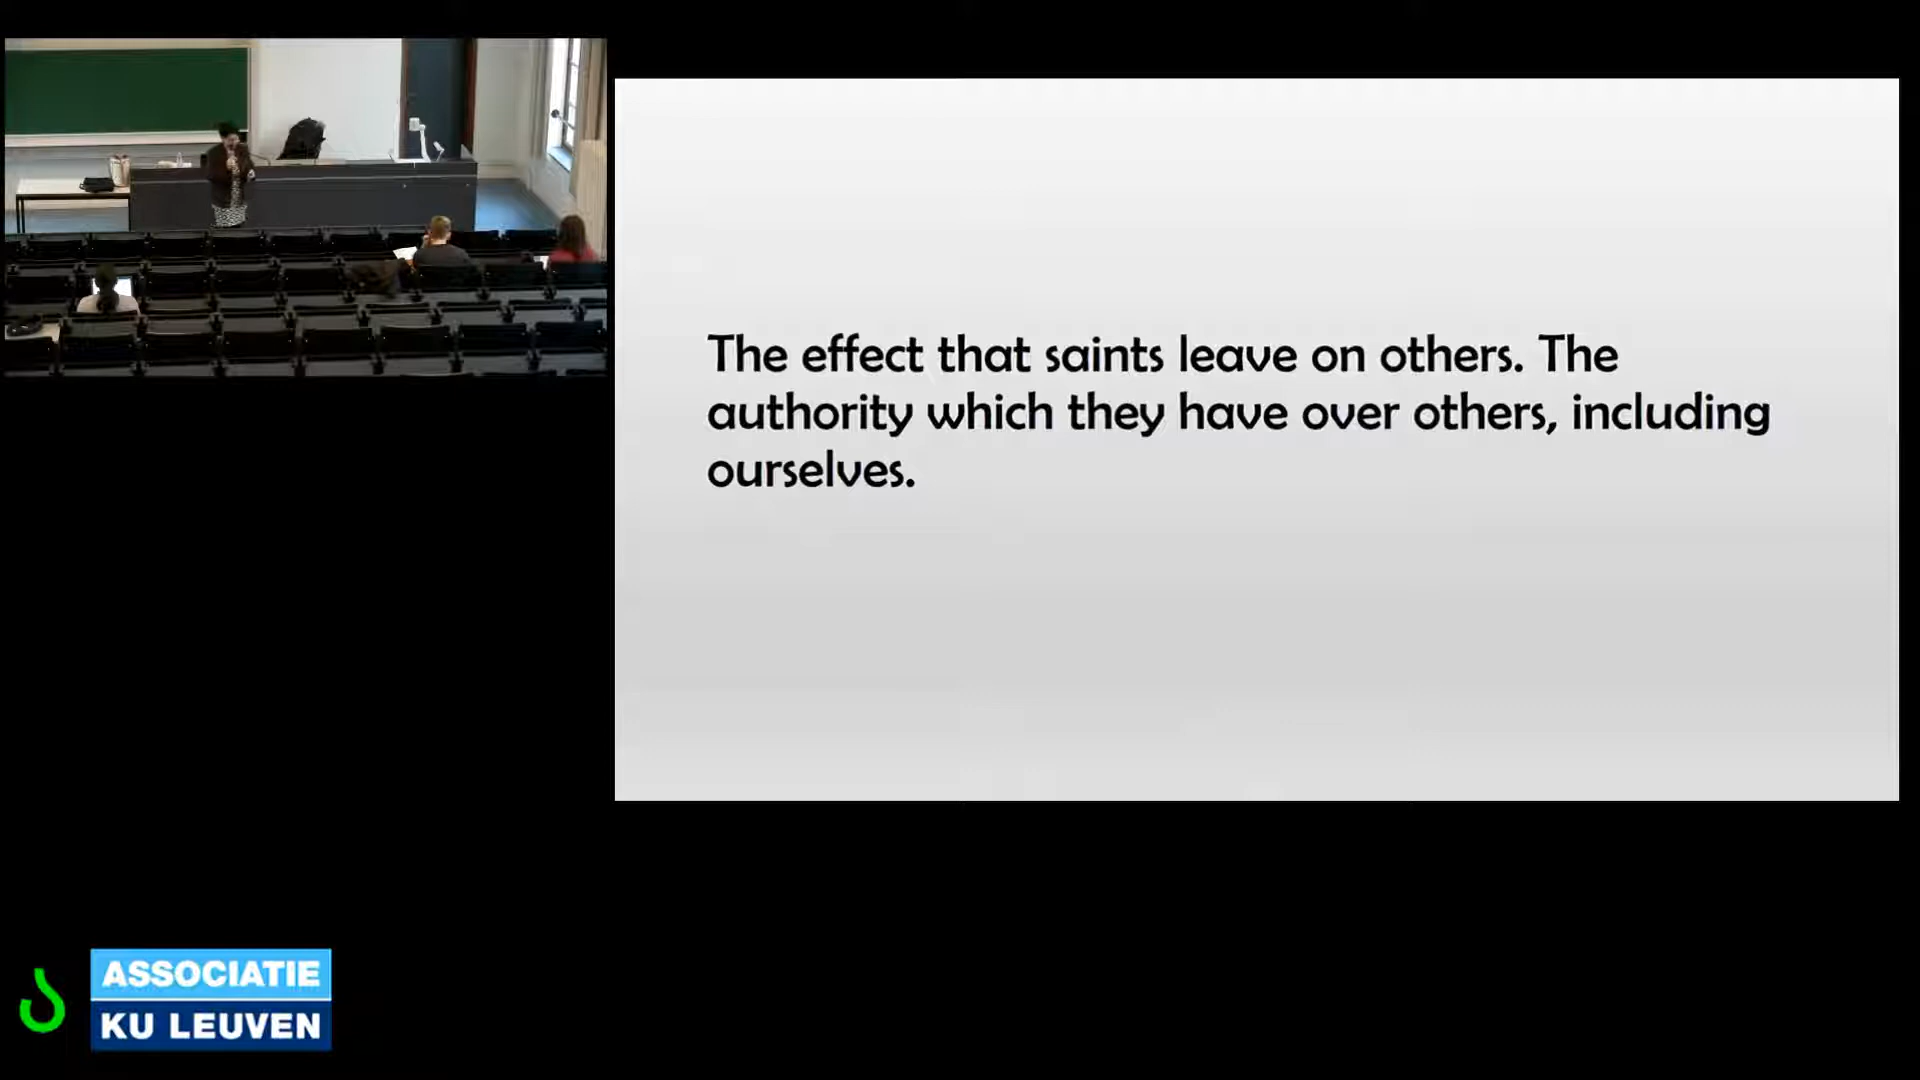 The effect that saints leave on others. The
authority which they have over others, including
ourselves.
ASSOCIATIE
KU LEUVEN